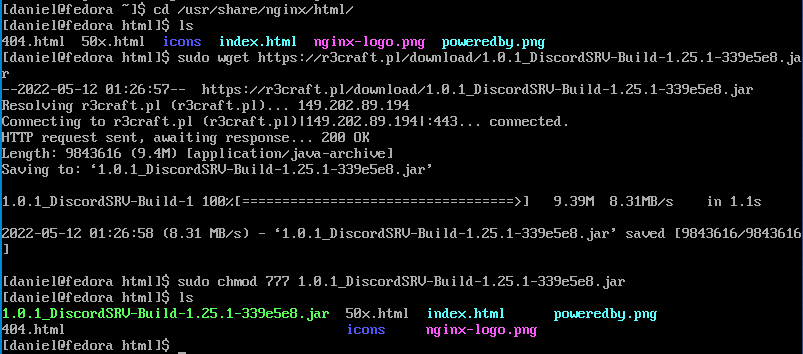 [daniel@fedora ~]$ cd /usr/share/nginx/html/
[daniel@fedora html]$ ls
404.html  50x.html  icons  index.html  nginx-logo.png  poweredby.png
[daniel@fedora html]$ sudo wget https://r3craft.pl/download/1.0.1_DiscordSRV-Build-1.25.1-339e5e8.ja
r
--2022-05-12 01:26:57--  https://r3craft.pl/download/1.0.1_DiscordSRV-Build-1.25.1-339e5e8.jar
Resolving r3craft.pl (r3craft.pl)... 149.202.89.194
Connecting to r3craft.pl (r3craft.pl)|149.202.89.194|:443... connected.
HTTP request sent, awaiting response... 200 OK
Length: 9843616 (9.4M) [application/java-archive]
Saving to: ‘1.0.1_DiscordSRV-Build-1.25.1-339e5e8.jar’
1.0.1_DiscordSRV-Build-1 100%[==================================>]   9.39M  8.31MB/s    in 1.1s
2022-05-12 01:26:58 (8.31 MB/s) - ‘1.0.1_DiscordSRV-Build-1.25.1-339e5e8.jar’ saved [9843616/9843616
]
[daniel@fedora html]$ sudo chmod 777 1.0.1_DiscordSRV-Build-1.25.1-339e5e8.jar
[daniel@fedora html]$ ls
1.0.1_DiscordSRV-Build-1.25.1-339e5e8.jar  50x.html  index.html      poweredby.png
404.html                                   icons     nginx-logo.png
[daniel@fedora html]$ _